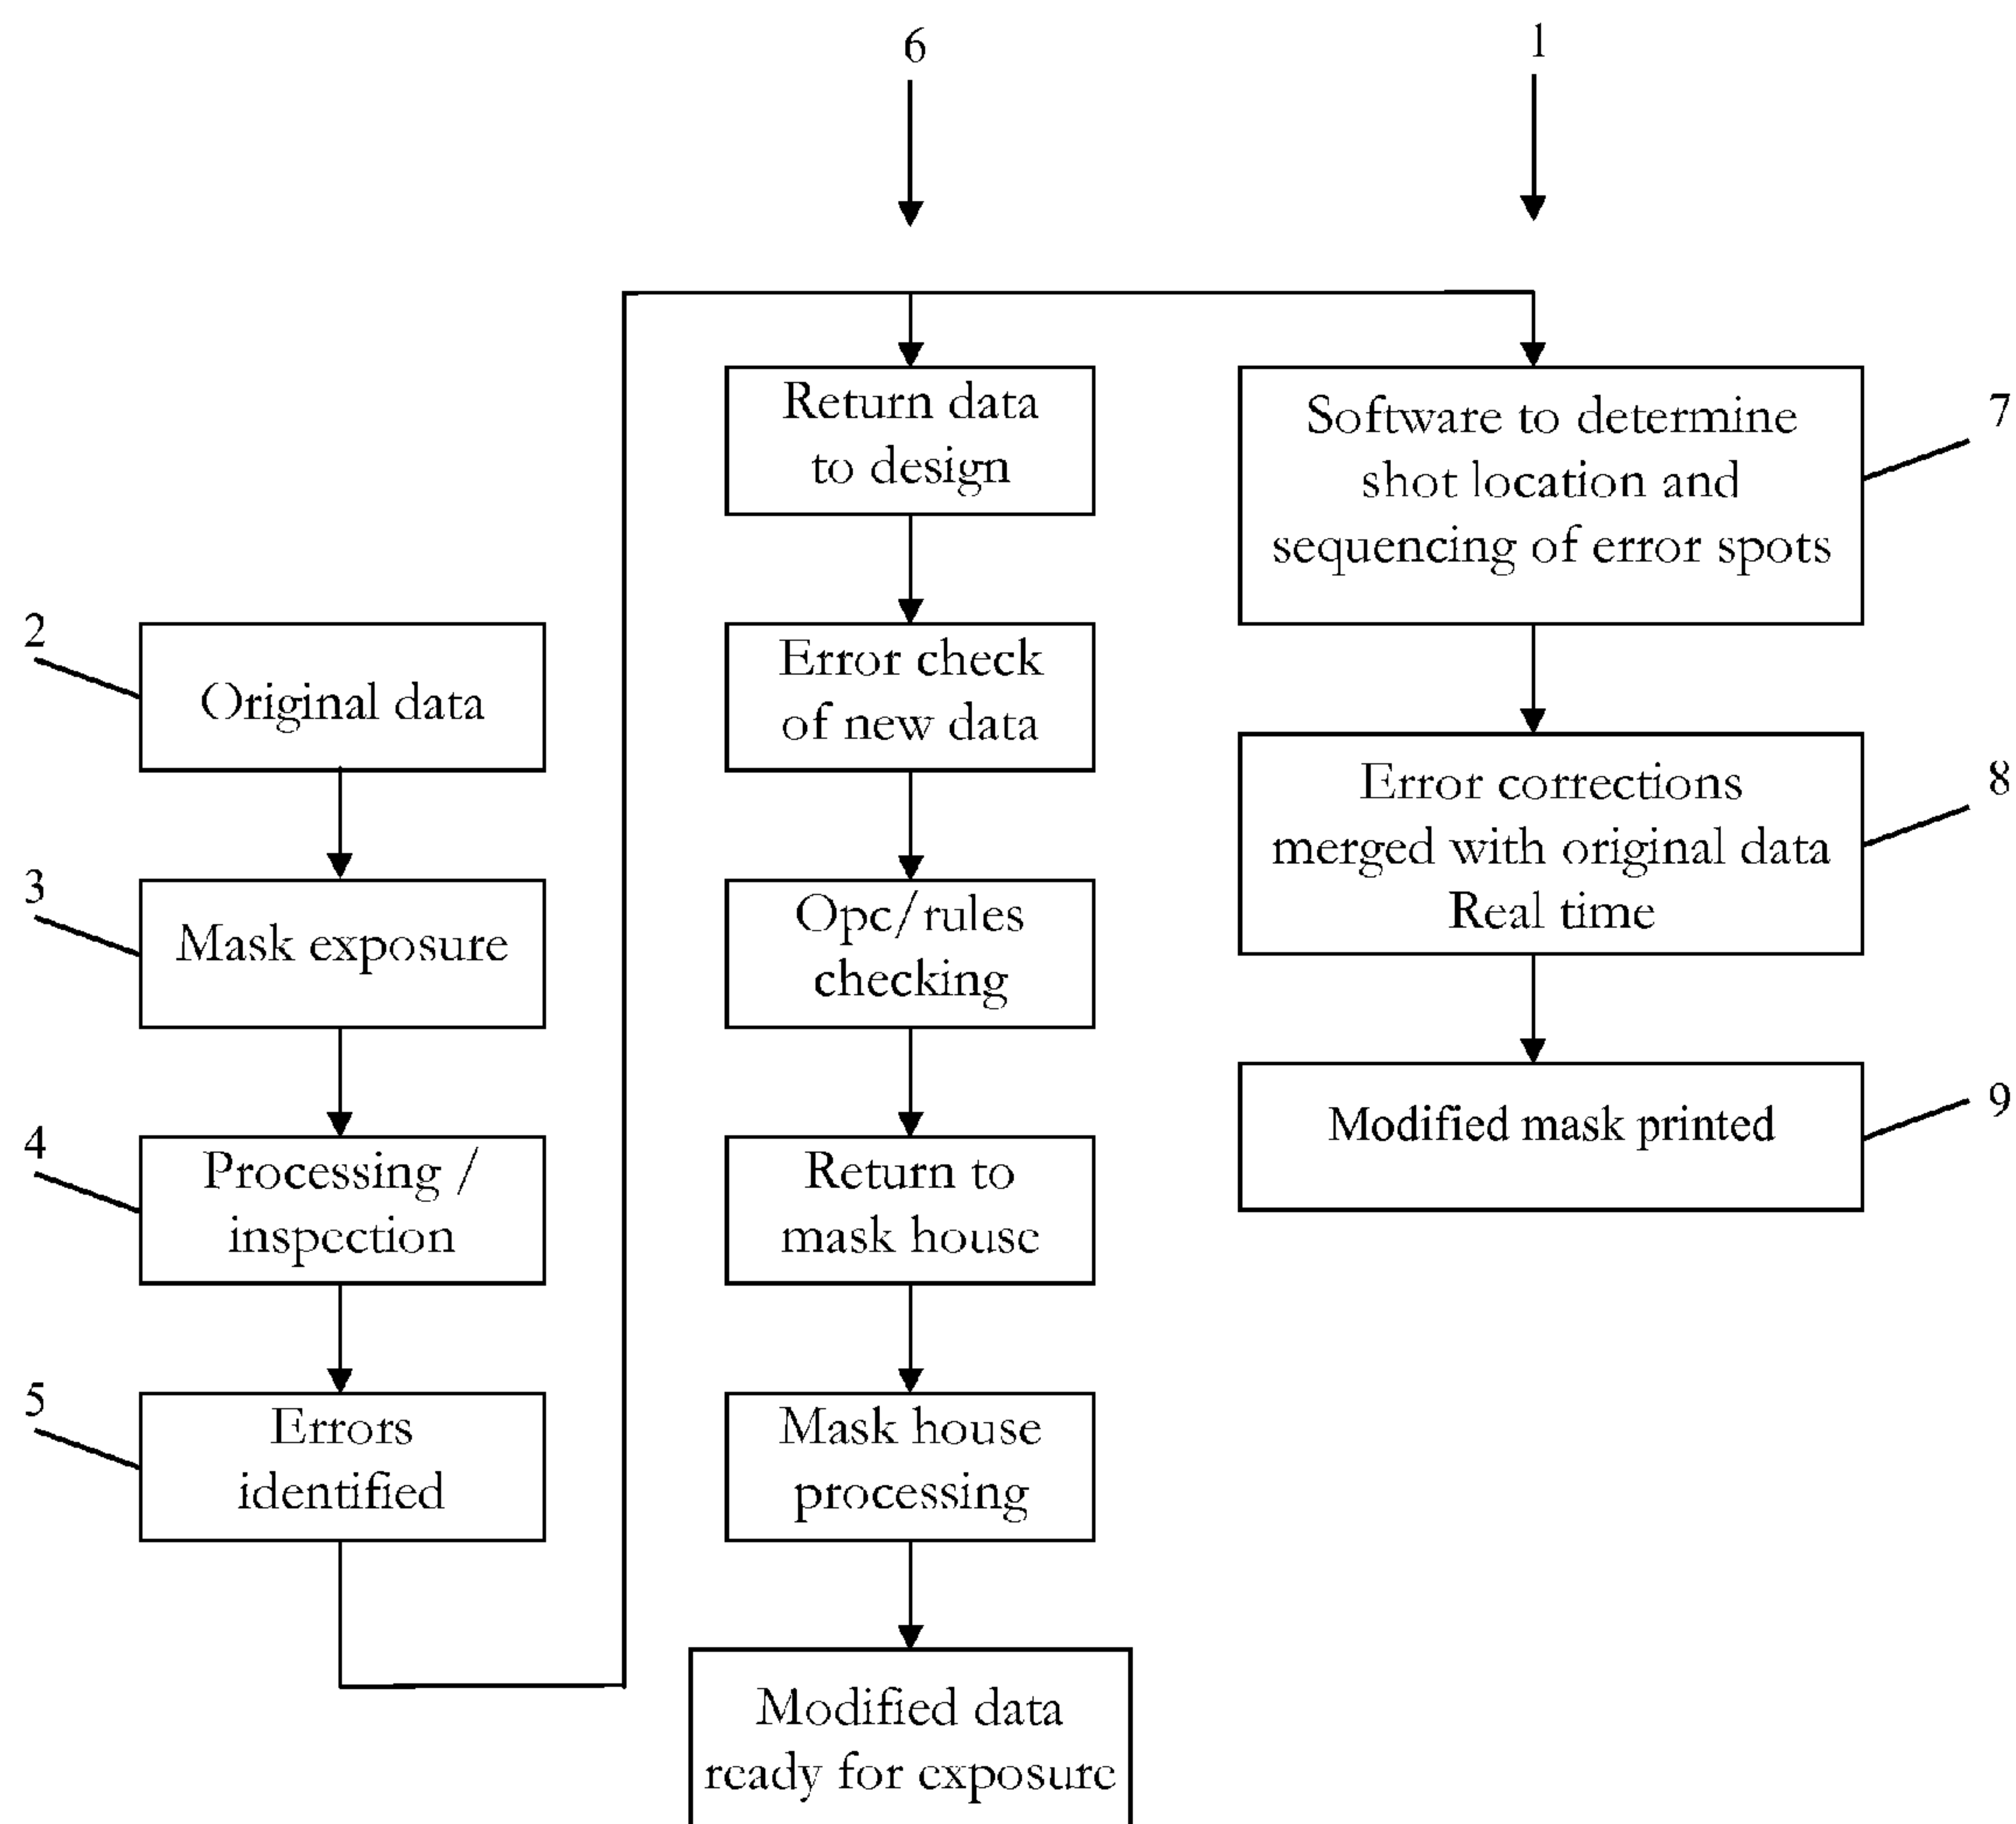 6
1
Return data
to design
Software to determine
shot location and
sequencing of error spots
7
2
Original data
Error check
of new data
Error corrections
merged with original data
Real time
8
3
Mask exposure
Opc/rules
checking
Modified mask printed
9
4
Processing /
inspection
Return to
mask house
5
Errors
identified
Mask house
processing
Modified data
ready for exposure